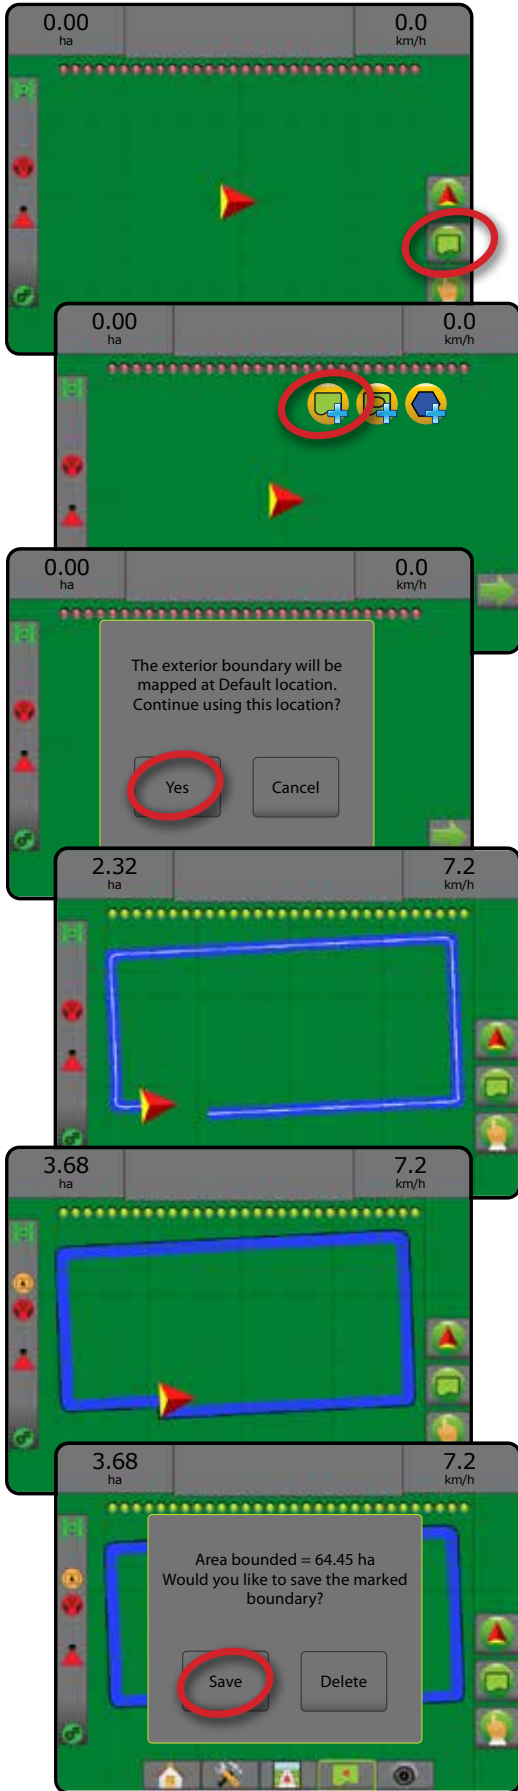 0.00
ha
0.0
km/h
0.00
ha
0.0
km/h
0.00
ha
0.0
km/h
The exterior boundary will be
mapped at Default location.
Continue using this location?
Yes
Cancel
2.32
ha
7.2
km/h
3.68
ha
7.2
km/h
3.68
ha
7.2
km/h
Area bounded = 64.45 ha
Would you like to save the marked
boundary?
Save
Delete